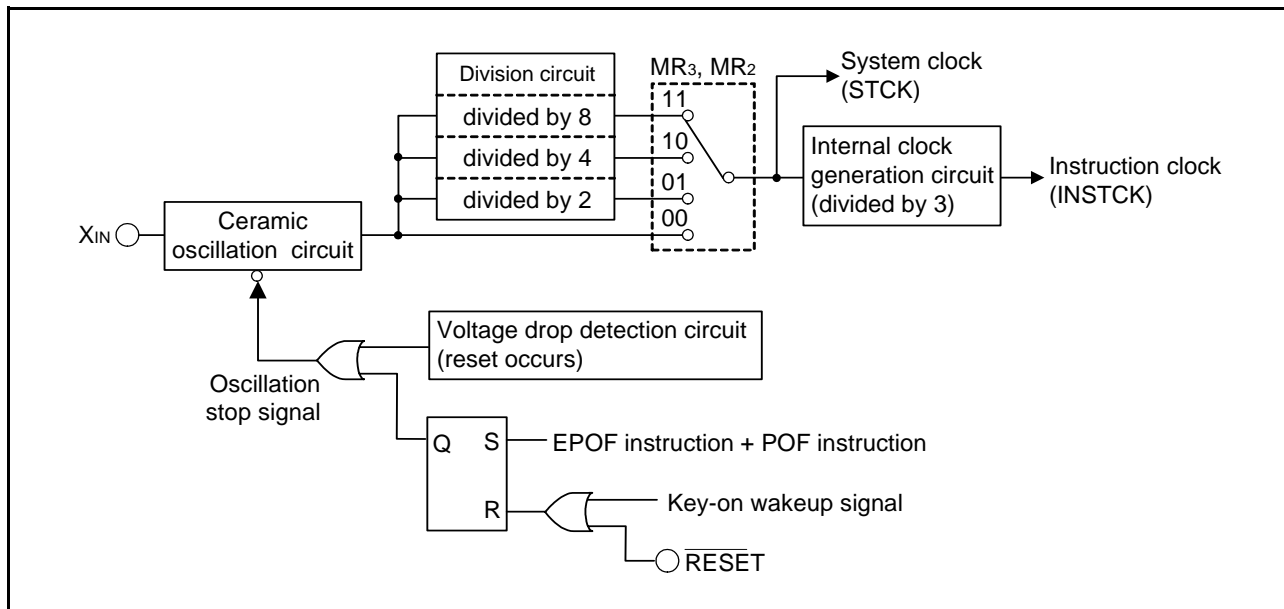 Division circuit
divided by 8
divided by 4
divided by 2
MR3, MR2
11
10
01
00
System clock
(STCK)
Internal clock
generation circuit
(divided by 3)
Instruction clock
(INSTCK)
XIN
Ceramic
oscillation circuit
Voltage drop detection circuit
(reset occurs)
Oscillation
stop signal
Q S
R
EPOF instruction + POF instruction
Key-on wakeup signal
RESET